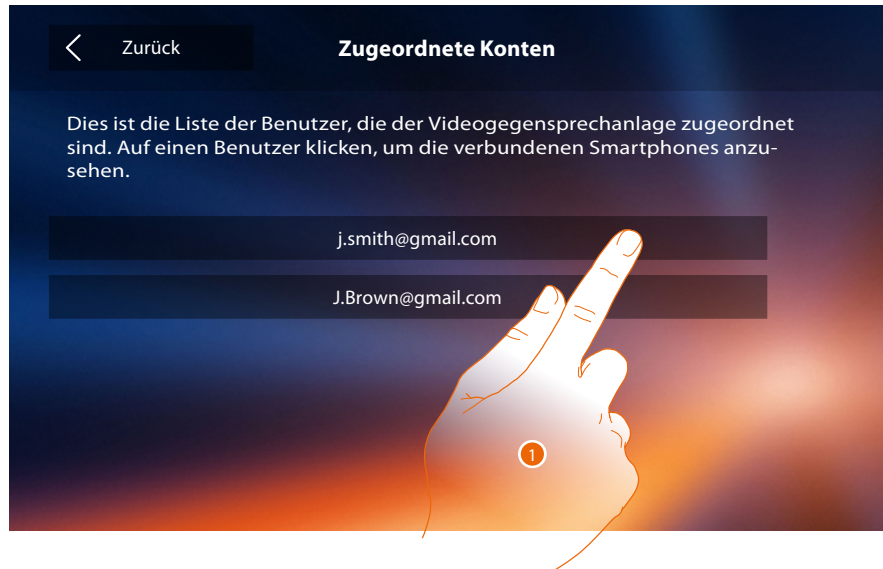 Zurück
Zugeordnete Konten
Dies ist die Liste der Benutzer, die der Videogegensprechanlage zugeordnet
sind. Auf einen Benutzer klicken, um die verbundenen Smartphones anzu-
sehen.
j.smith@gmail.com
J.Brown@gmail.com
1